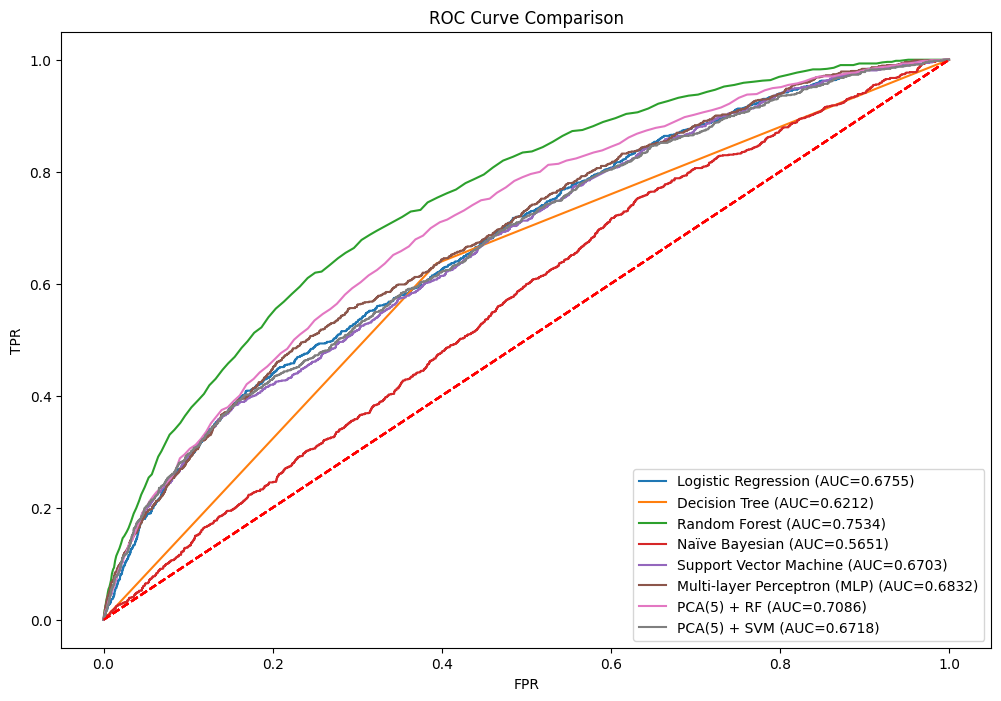 ROC Curve Comparison
1.0
0.8
0.6
0.4
0.2
0.0
TPR
0.0
0.2
0.4
0.6
0.8
1.0
FPR
Logistic Regression (AUC=0.6755)
Decision Tree (AUC=0.6212)
Random Forest (AUC=0.7534)
Naïve Bayesian (AUC=0.5651)
Support Vector Machine (AUC=0.6703)
Multi-layer Perceptron (MLP) (AUC=0.6832)
PCA(5) + RF (AUC=0.7086)
PCA(5) + SVM (AUC=0.6718)